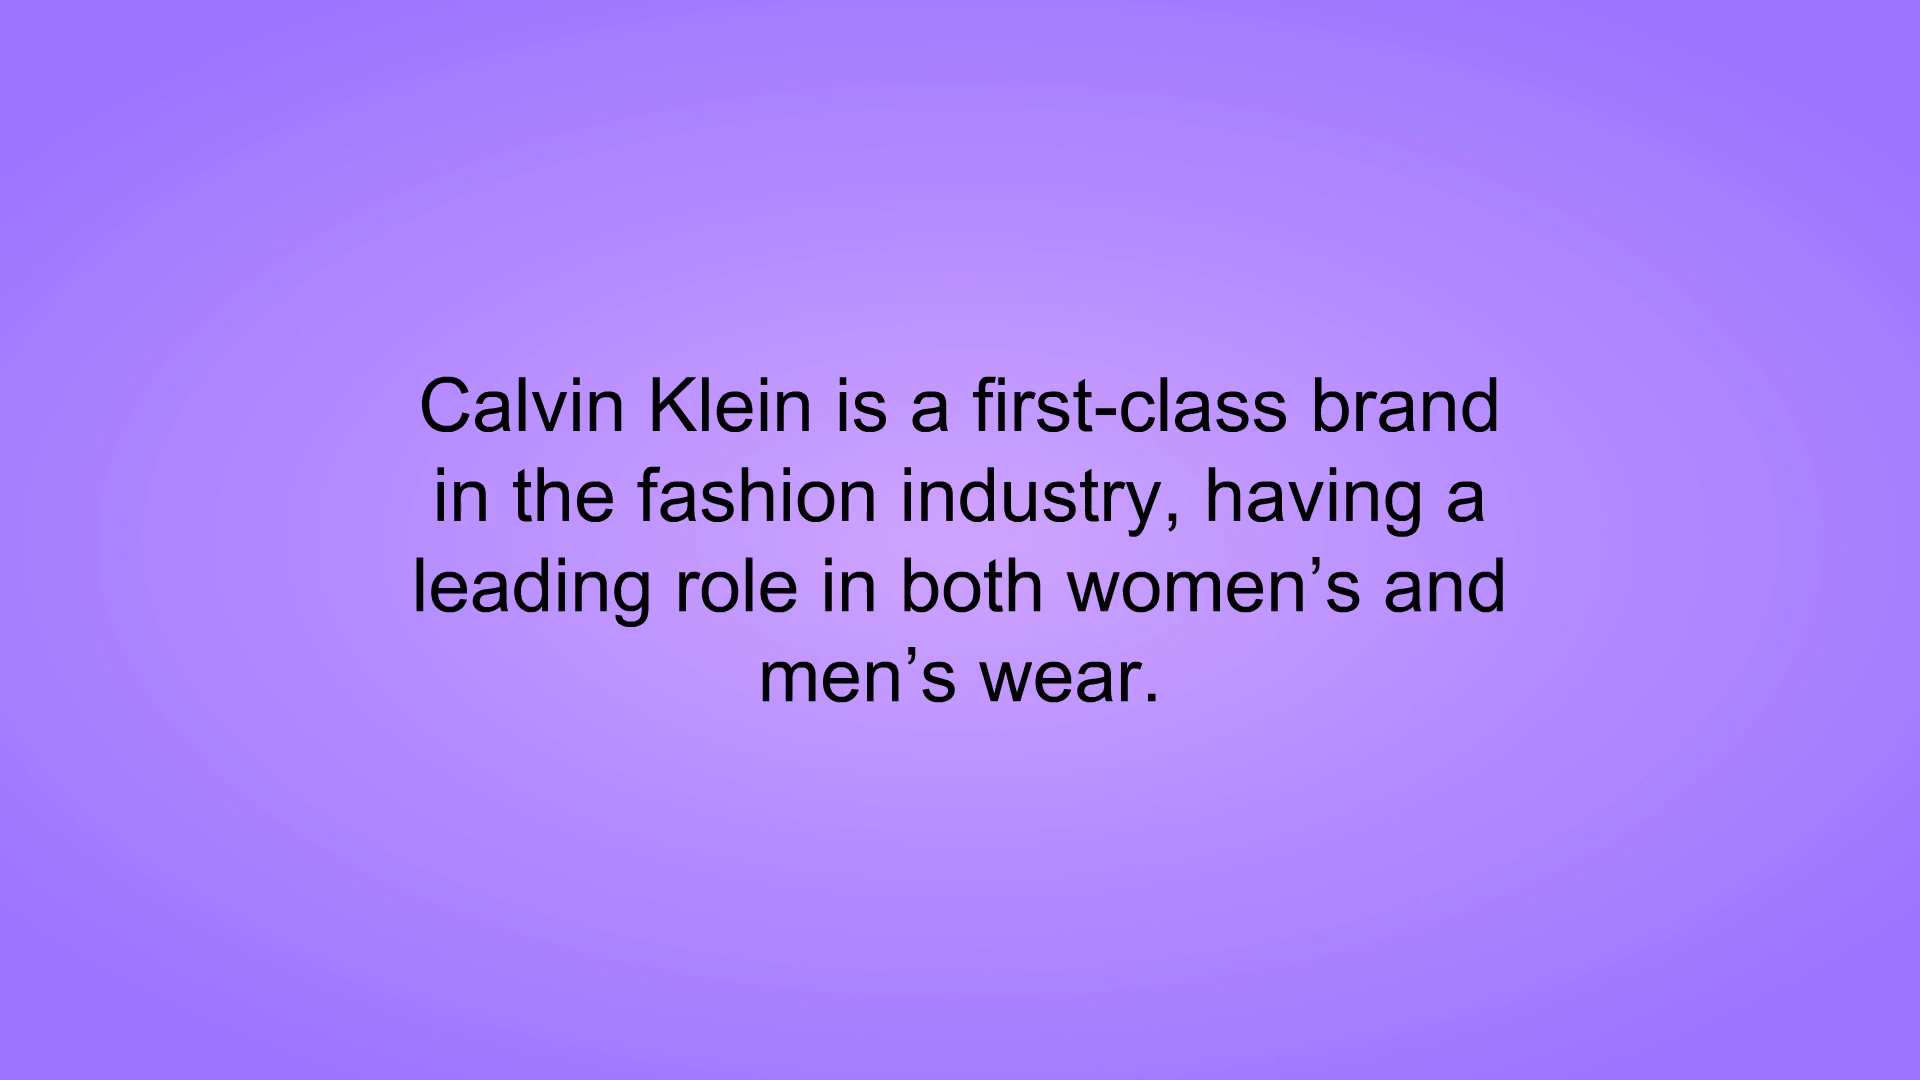 Calvin Klein is a first-class brand
in the fashion industry, having a
leading role in both women’s and
men’s wear.